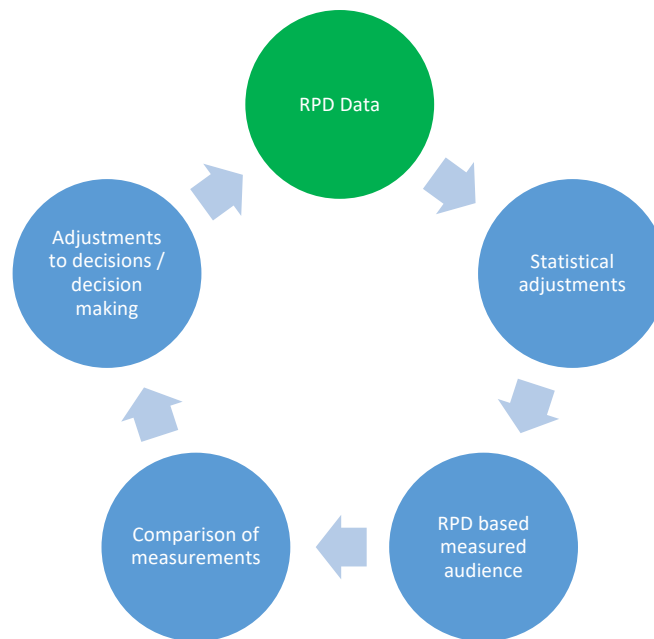 RPD Data
Statistical
adjustments
RPD based
measured
audience
Comparison of
measurements
Adjustments
to decisions /
decision
making